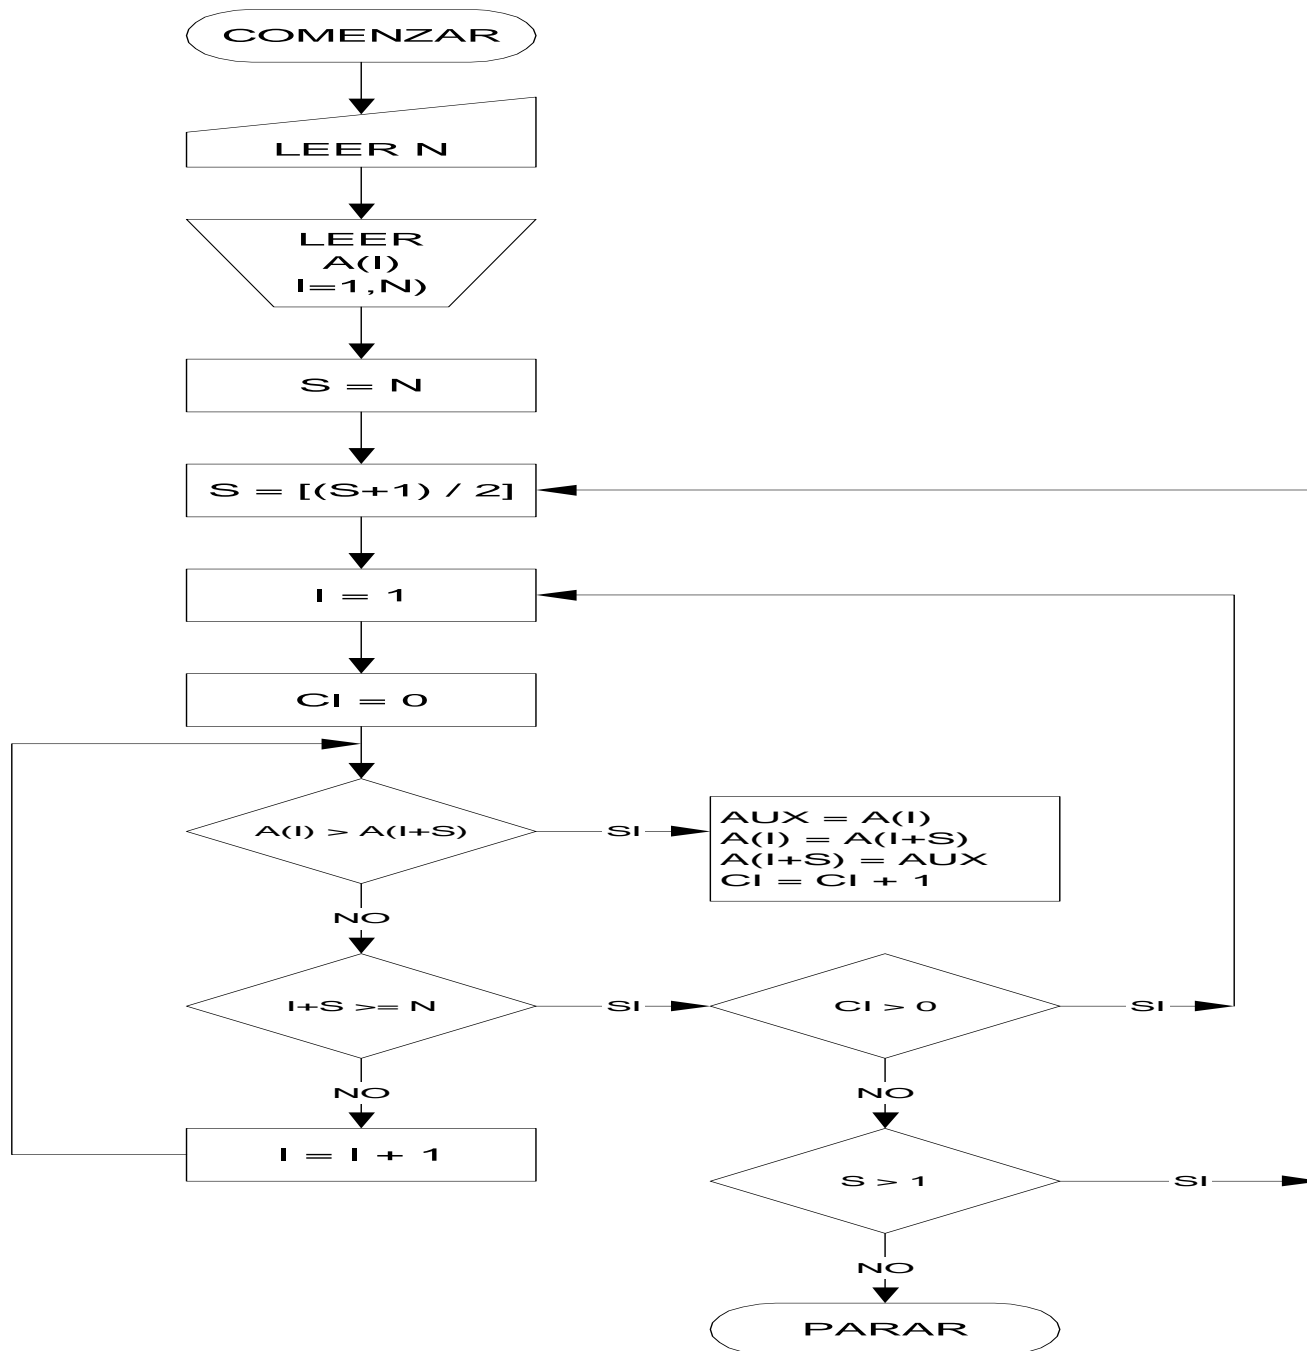 COMENZAR
LEER N
LEER
A(I)
I=1,N)
S = N
S = [(S+1) / 2]
I = 1
CI = 0
A(I) > A(I+S)
SI
AUX = A(I)
A(I) = A(I+S)
A(I+S) = AUX
CI = CI + 1
NO
I+S >= N
SI
CI > 0
SI
NO
NO
I = I + 1
S > 1
SI
NO
PARAR